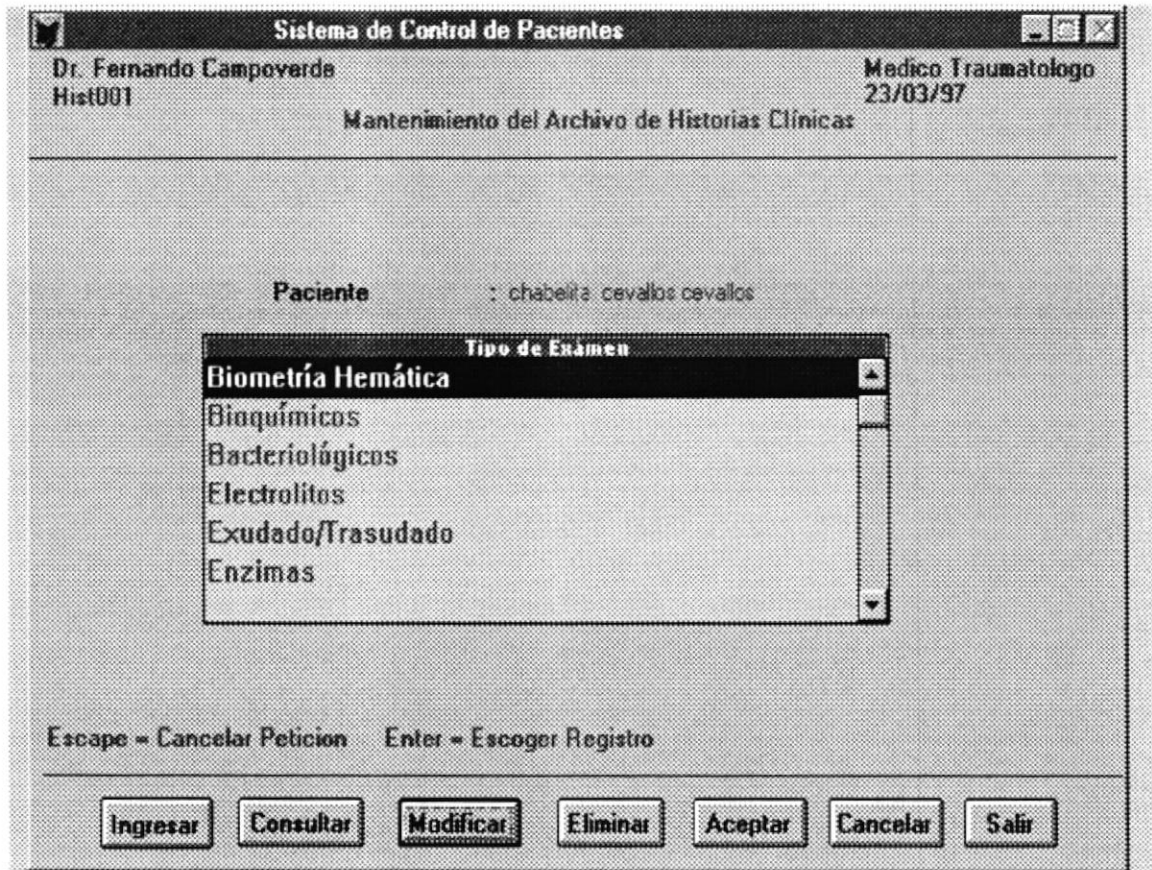 Sistema de Control de Pacientes
Dr. Fernando Campoverde
Medico Traumatologo
Hist001
23/03/97
Mantenimiento del Archivo de Historias Clínicas
Paciente : chabelita cevallos cevallos
Tipo de Exámen
Biometría Hemática
Bioquímicos
Bacteriológicos
Electrolitos
Exudado/Trasudado
Enzimas
Escape = Cancelar Peticion Enter = Escoger Registro
Ingresar Consultar Modificar Eliminar Aceptar Cancelar Salir